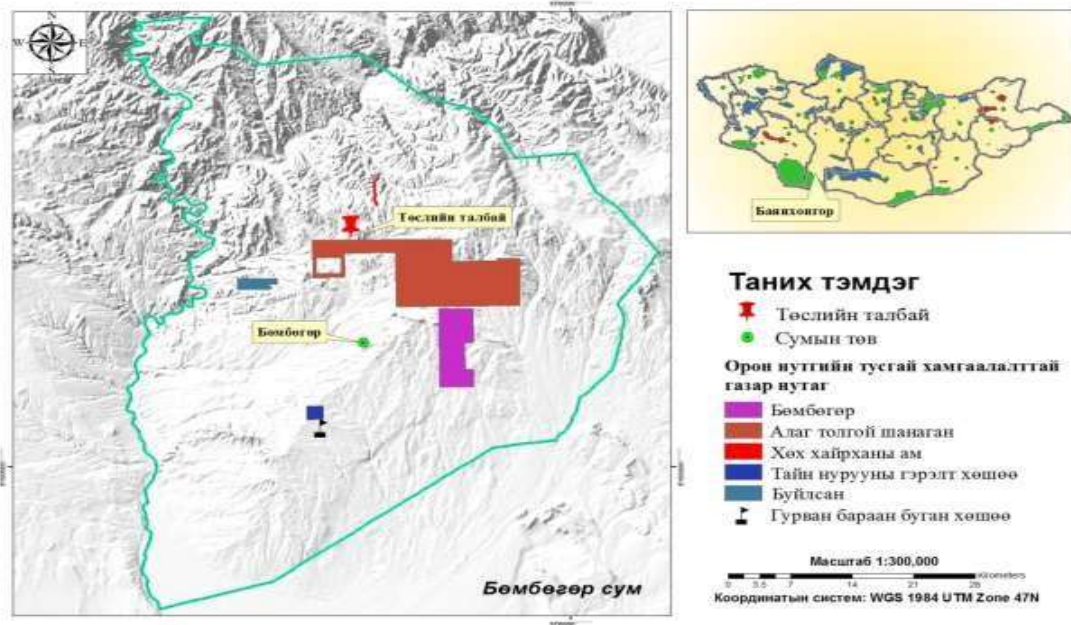 N
W
E
S
Төслийн талбай
Бөмбөгөр
Бөмбөгөр сум
Баянхонгор
Таних тэмдэг
Төслийн талбай
Сумын төв
Орон нутгийн тусгай хамгаалалттай
газар нутаг
Бөмбөгөр
Алаг толгой шанаган
Хөх хайрханы ам
Тайн нурууны гэрэлт хөшөө
Буйлсан
Гурван бараан буган хөшөө
Масштаб 1:300,000
0 3.5 7 14 21 28 Kilometers
Координатын систем: WGS 1984 UTM Zone 47N